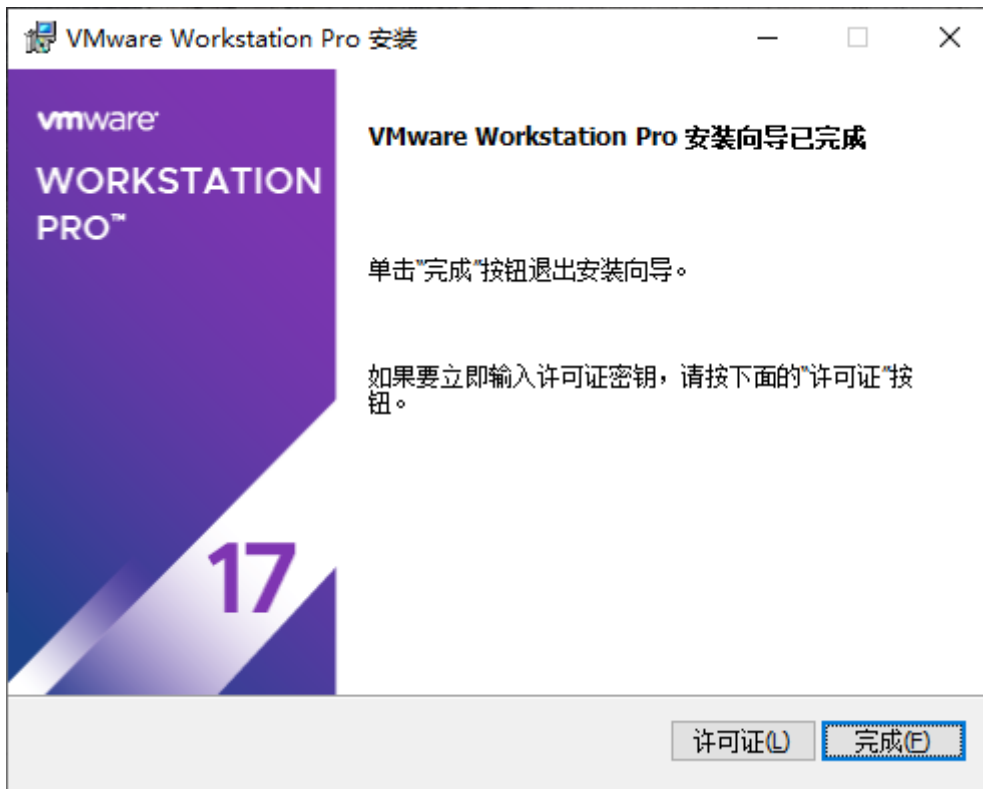 VMware Workstation Pro 安装
vmware
WORKSTATION
PRO™
VMware Workstation Pro 安装向导已完成
单击"完成"按钮退出安装向导。
如果要立即输入许可证密钥，请按下面的"许可证"按
钮。
17
许可证(L)
完成(F)